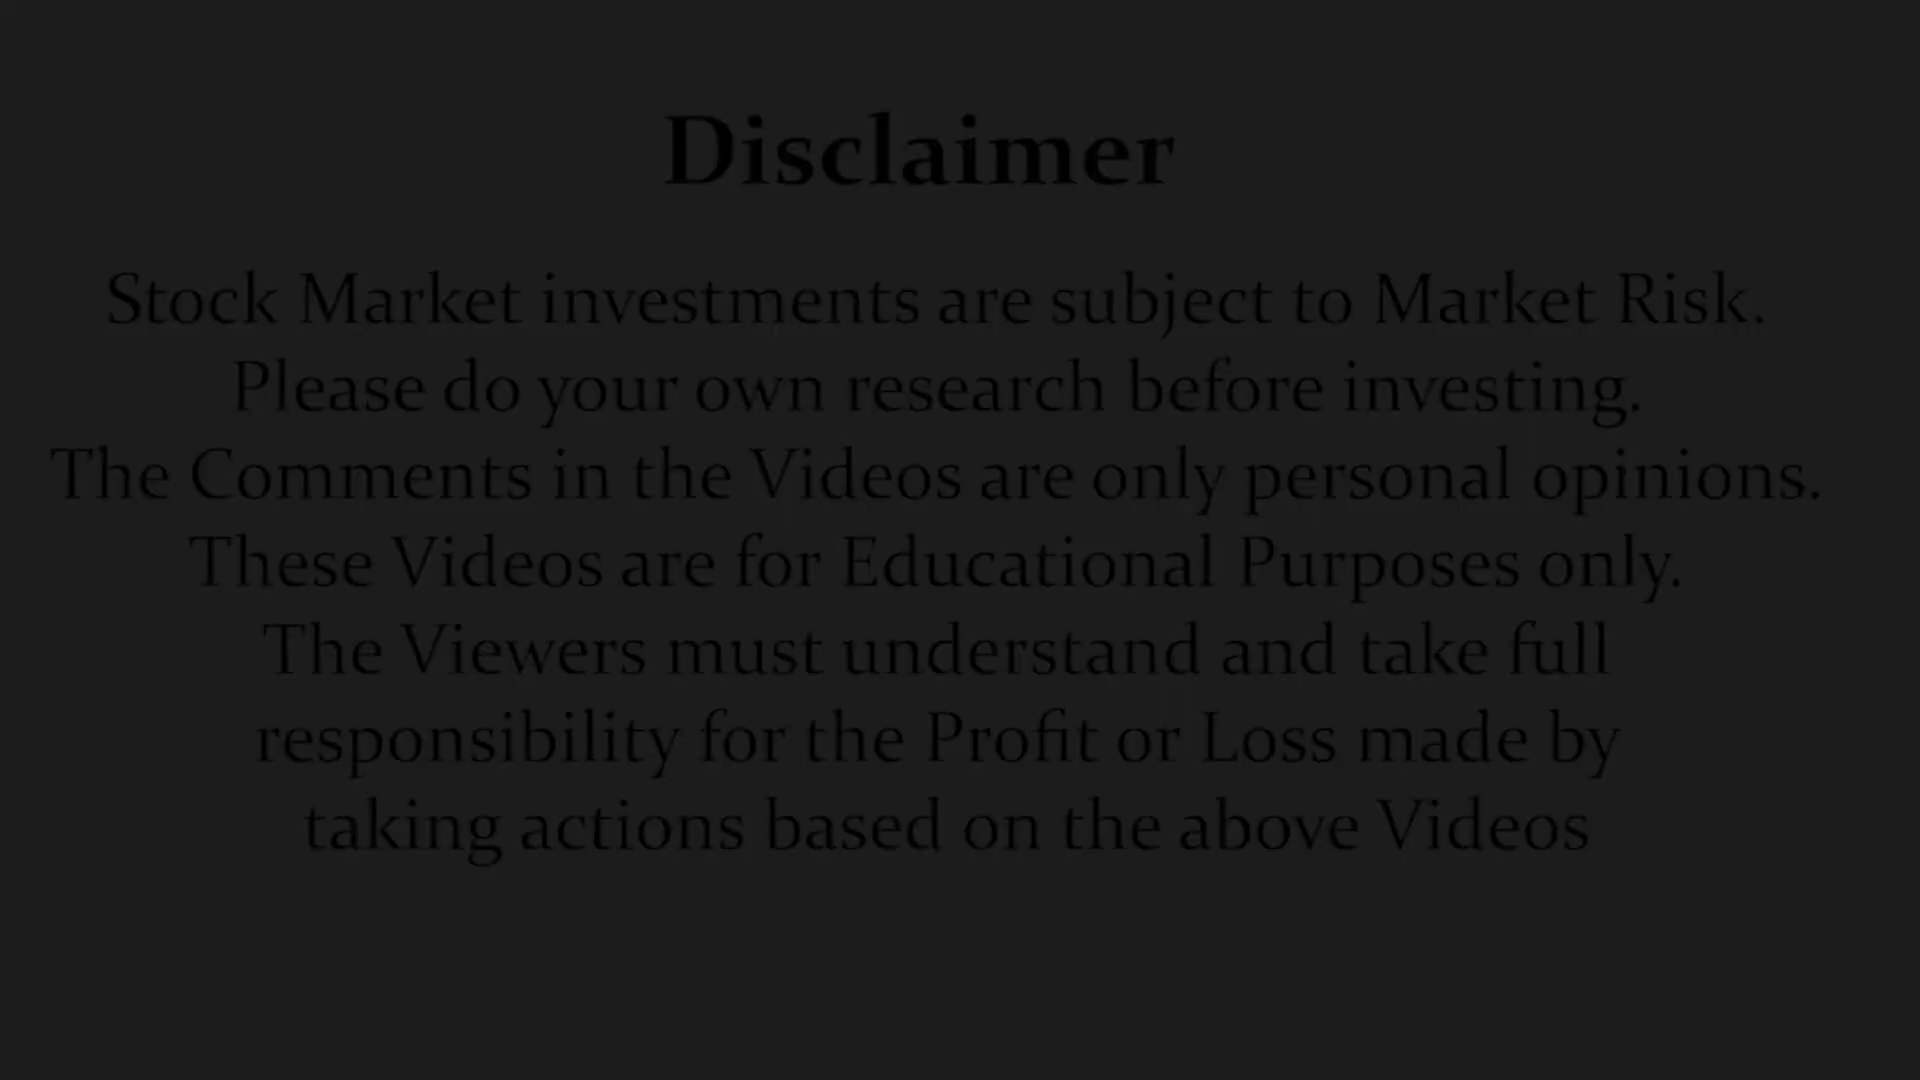 Disclaimer
Stock Market investments are subject to Market Risk.
Please do your own research before investing.
The Comments in the Videos are only personal opinions.
These Videos are for Educational Purposes only.
The Viewers must understand and take full
responsibility for the Profit or Loss made by
taking actions based on the above Videos